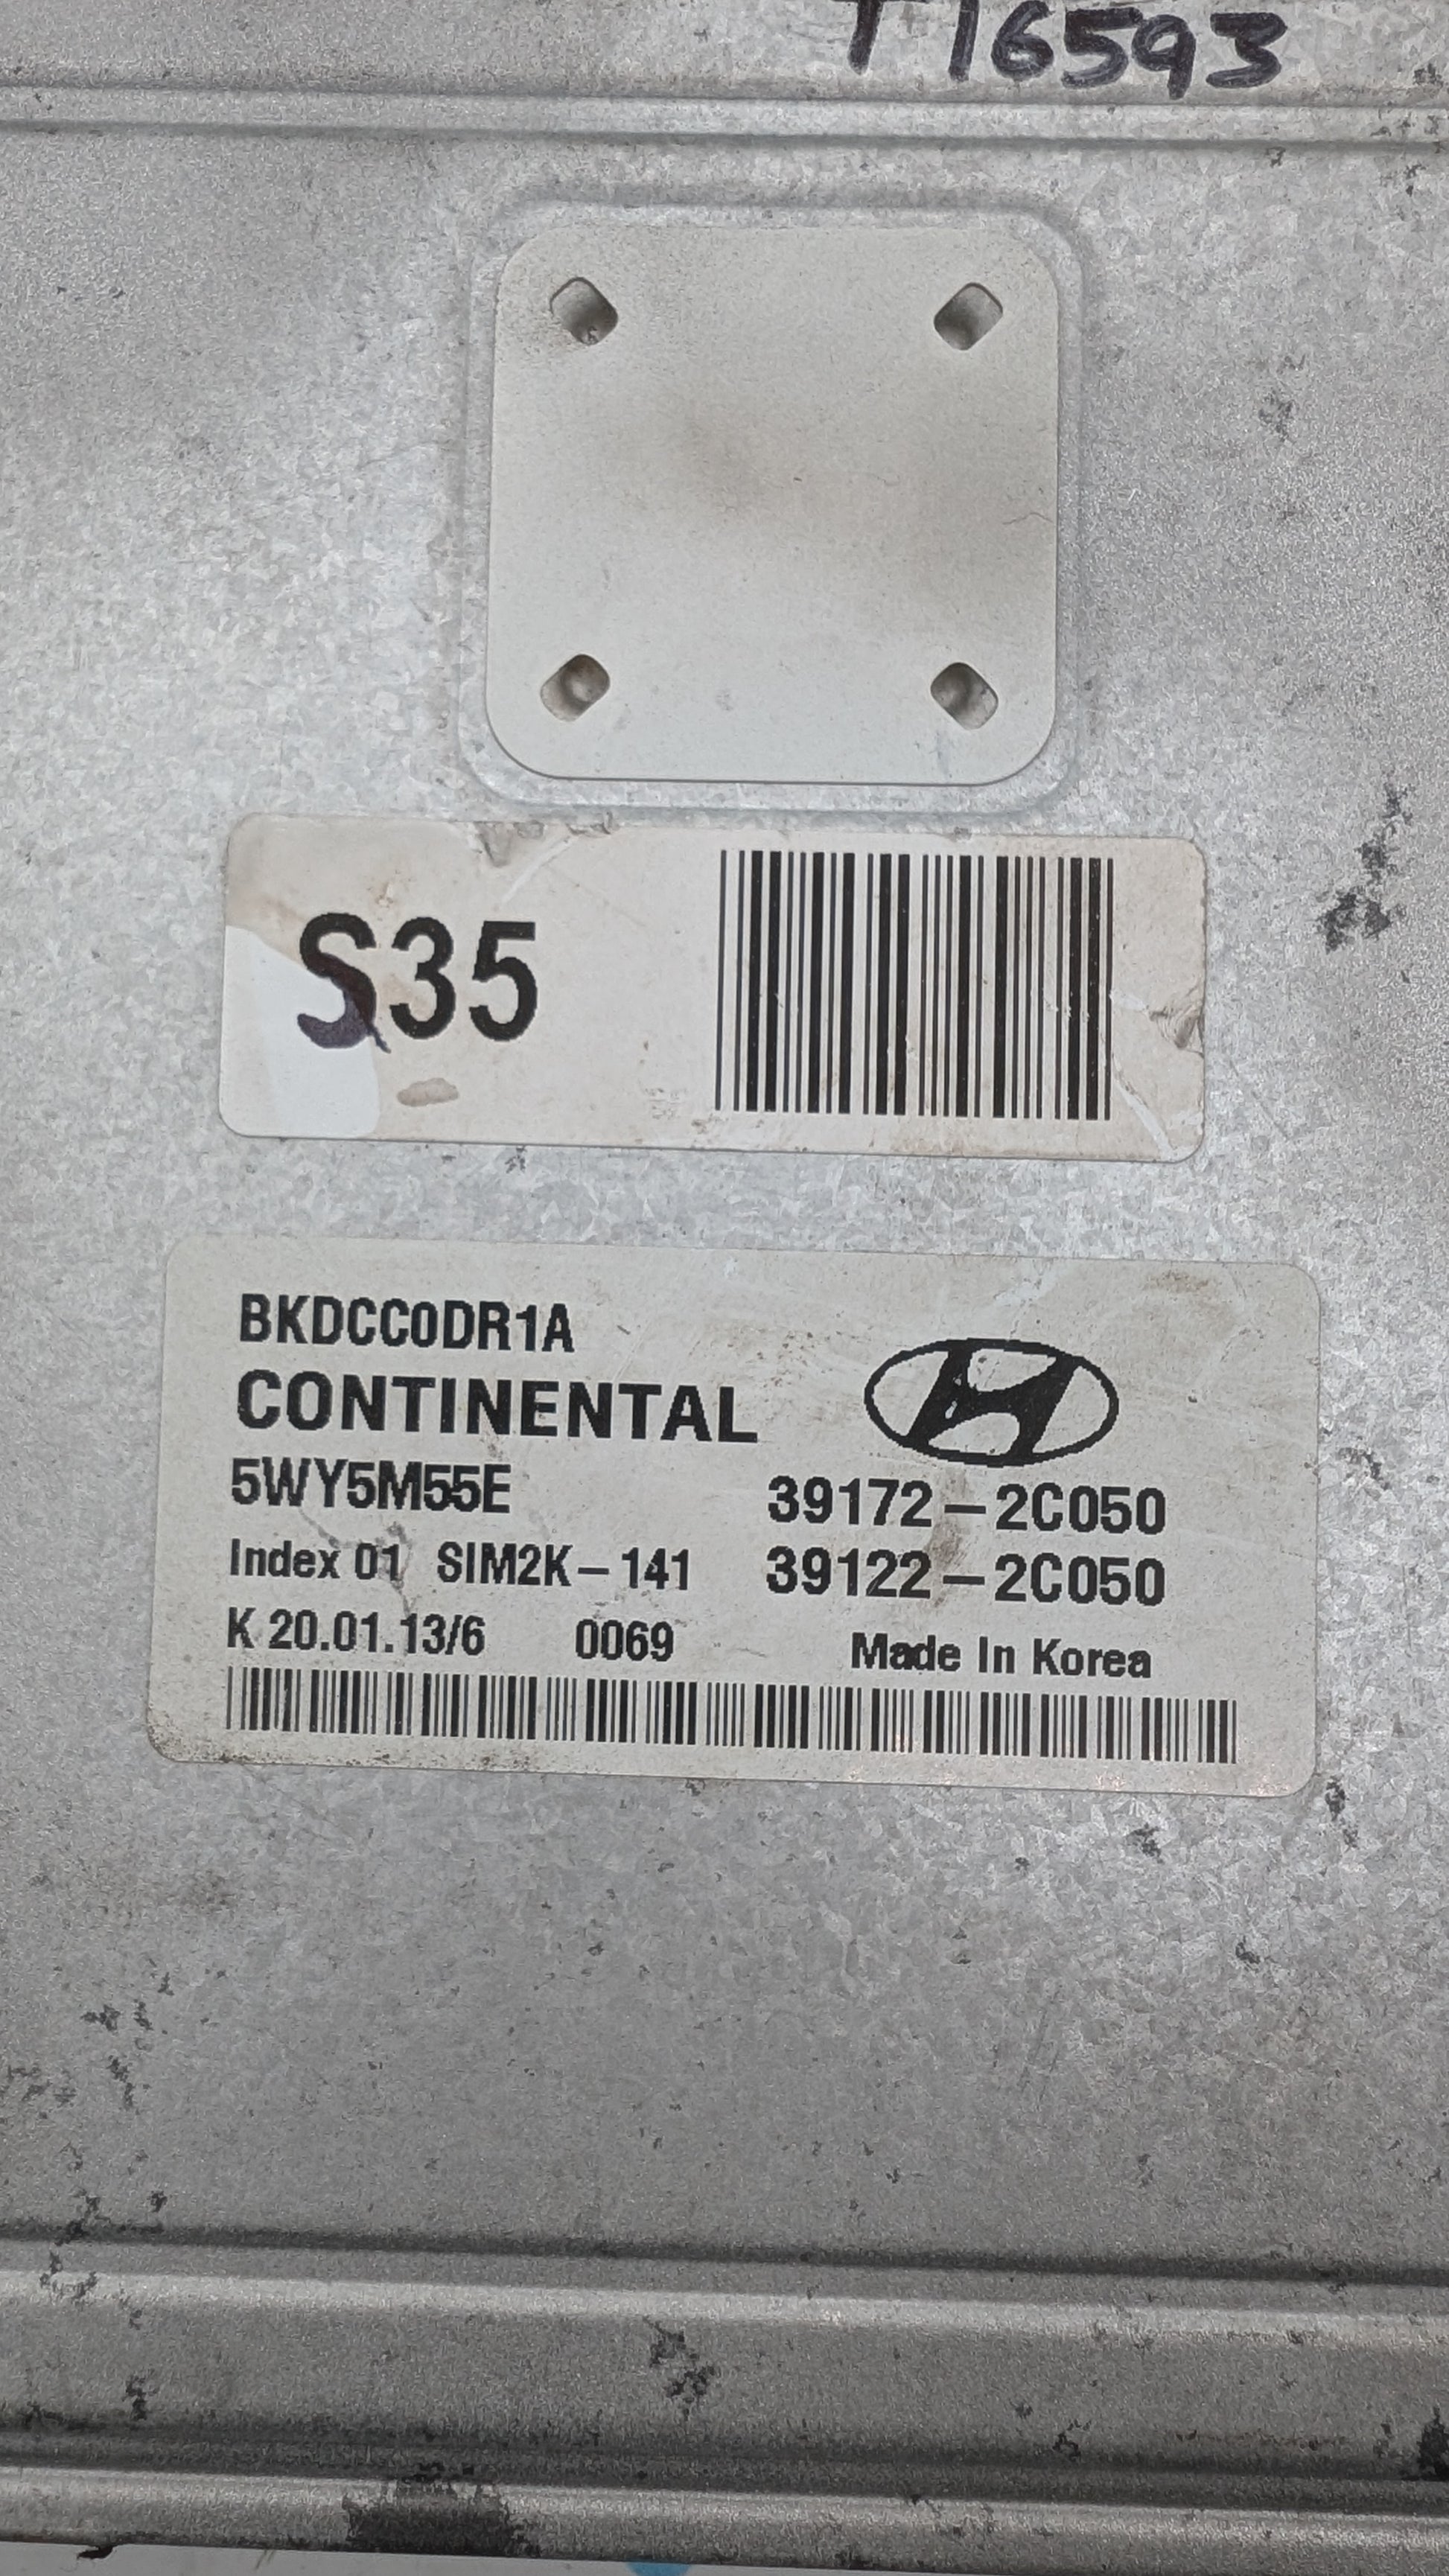 T16593
S35
BKDCC0DR1A
CONTINENTAL
5WY5M55E 39172-2C050
Index 01 SIM2K-141 39122-2C050
K 20.01.13/6 0069 Made In Korea